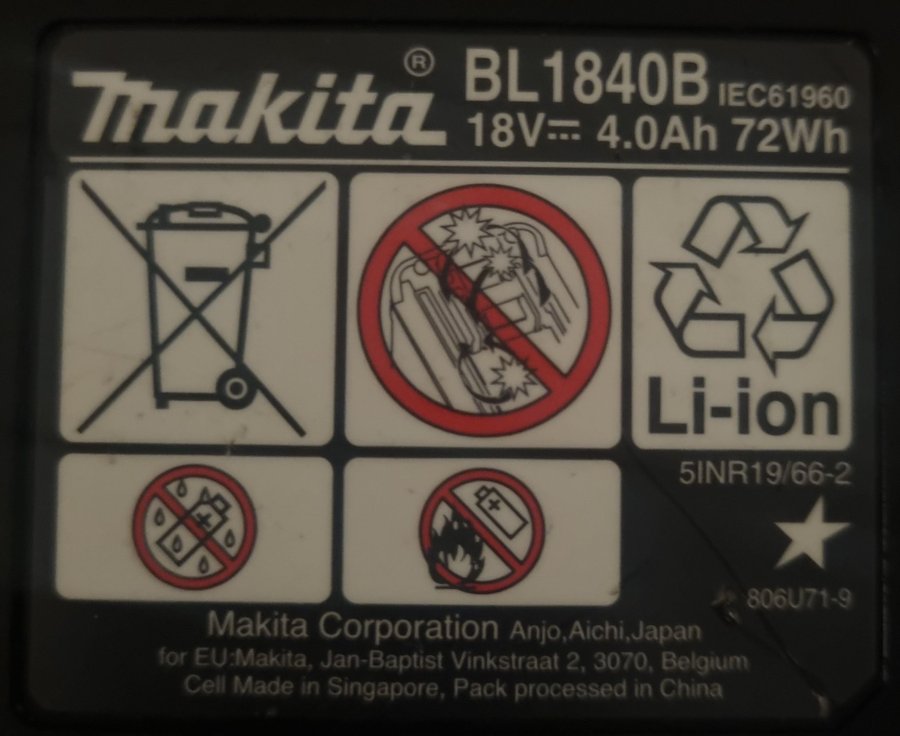 makita®
BL1840B IEC61960
18V⎓ 4.0Ah 72Wh
Li-ion
5INR19/66-2
806U71-9
Makita Corporation Anjo,Aichi,Japan
for EU:Makita, Jan-Baptist Vinkstraat 2, 3070, Belgium
Cell Made in Singapore, Pack processed in China